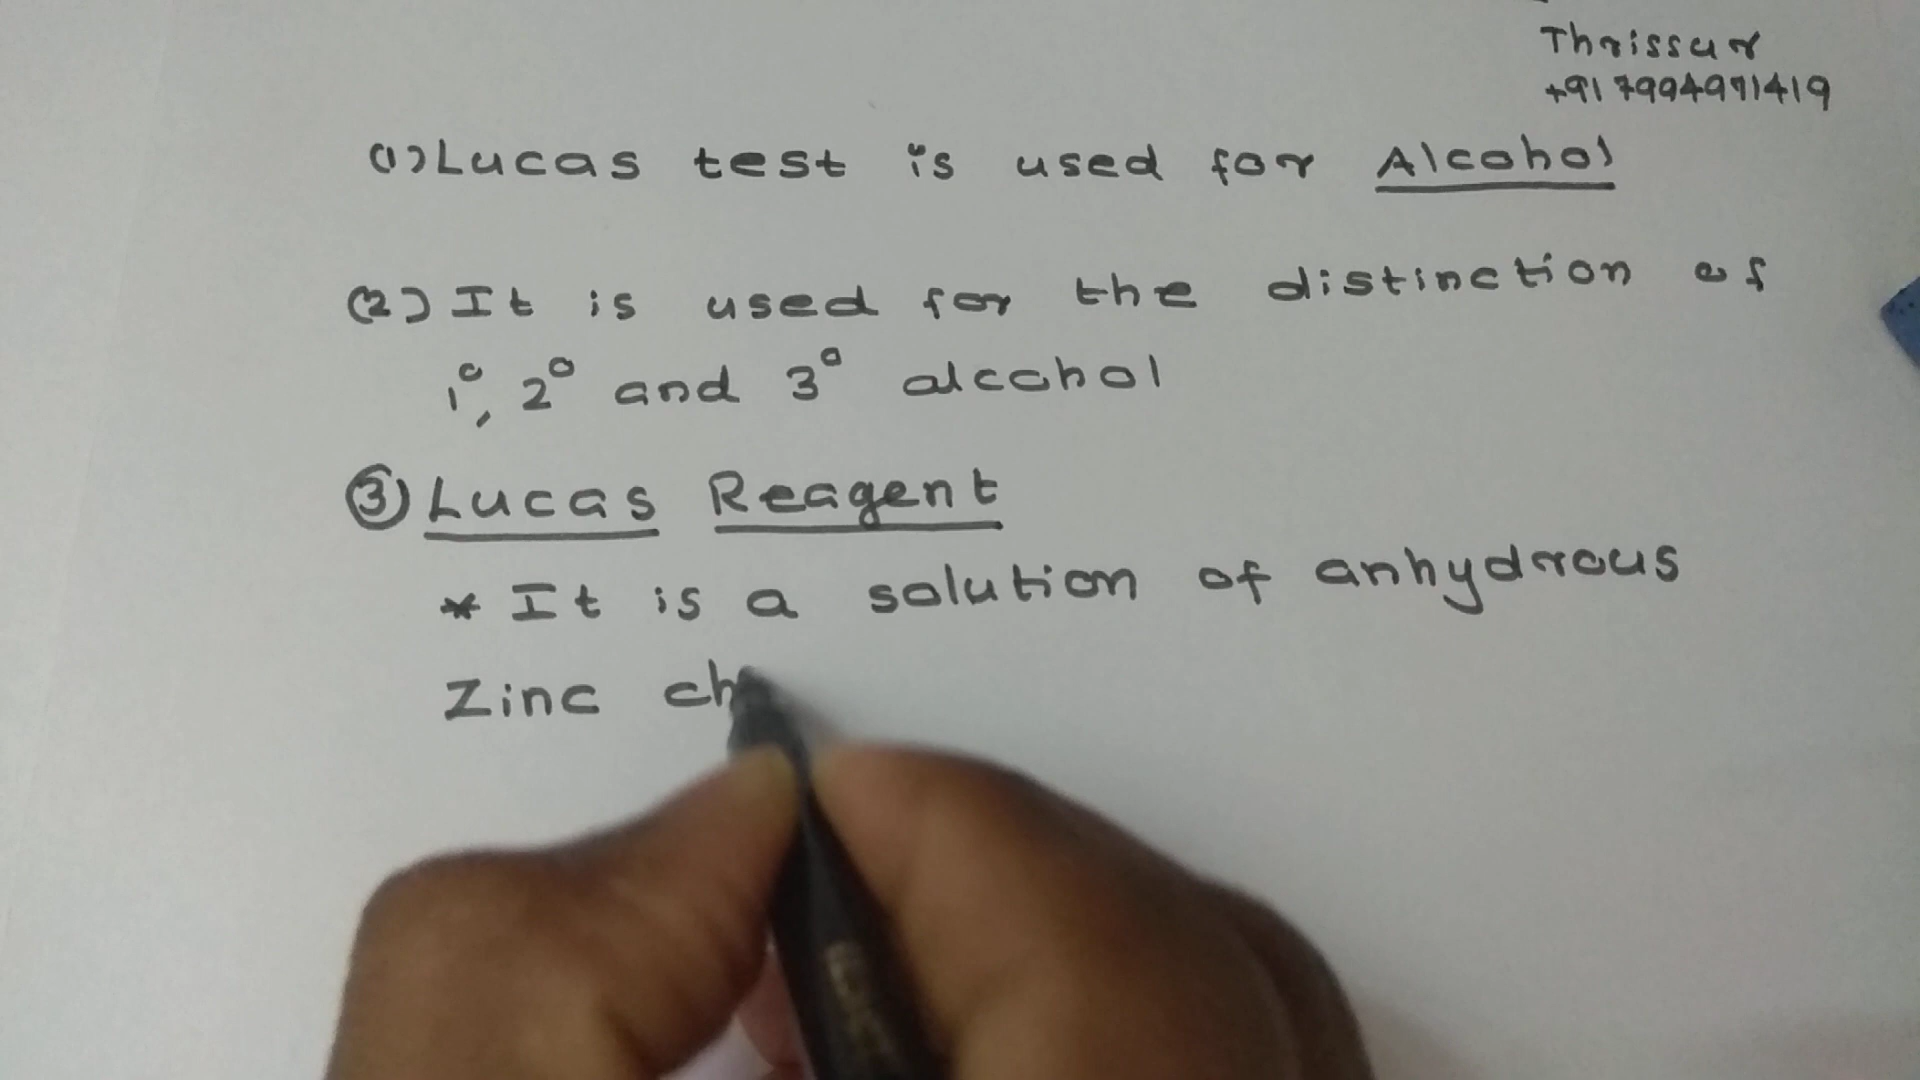 Thrissur
+91 7994971419
(1) Lucas test is used for Alcohol
(2) It is used for the distinction of
1°, 2° and 3° alcohol
③ Lucas Reagent
* It is a solution of anhydrous
Zinc ch